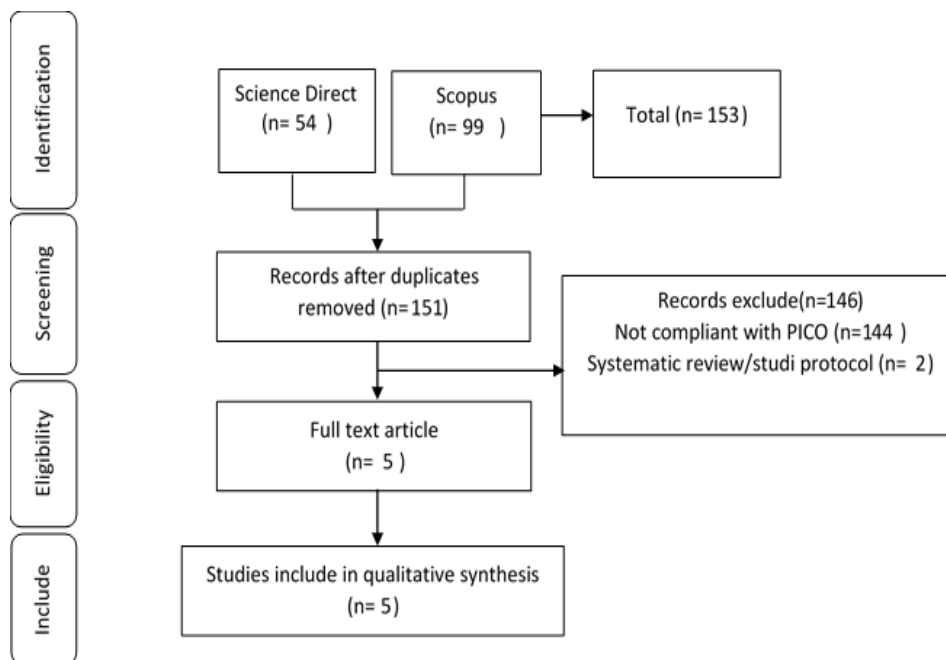 Identification
Science Direct
(n= 54 )
Scopus
(n= 99 )
Total (n= 153)
Screening
Records after duplicates
removed (n=151)
Records exclude(n=146)
Not compliant with PICO (n=144 )
Systematic review/studi protocol (n= 2)
Eligibility
Full text article
(n= 5 )
Include
Studies include in qualitative synthesis
(n= 5)